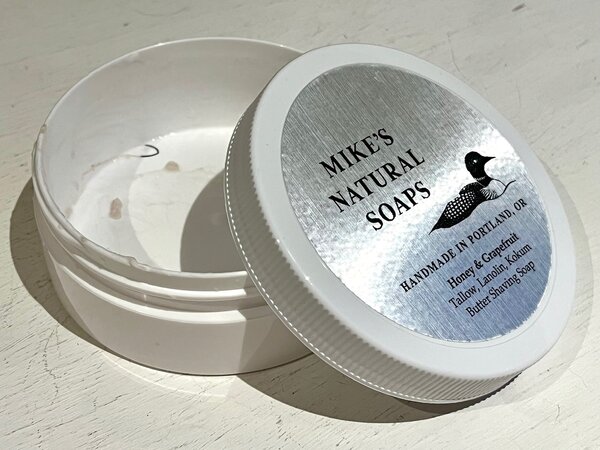 MIKE'S
NATURAL
SOAPS
HANDMADE IN PORTLAND, OR
Honey & Grapefruit
Tallow, Lanolin, Kokum
Butter Shaving Soap